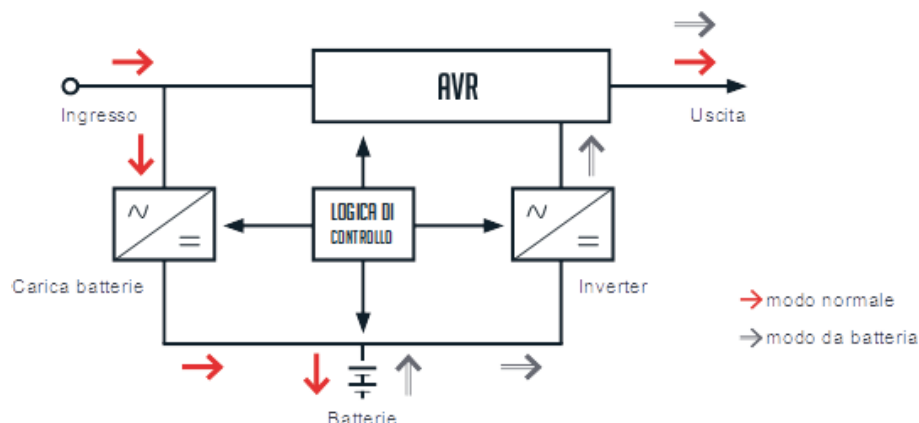 AVR
Ingresso
Uscita
LOGICA DI
CONTROLLO
Carica batterie
Inverter
modo normale
modo da batteria
Batterie